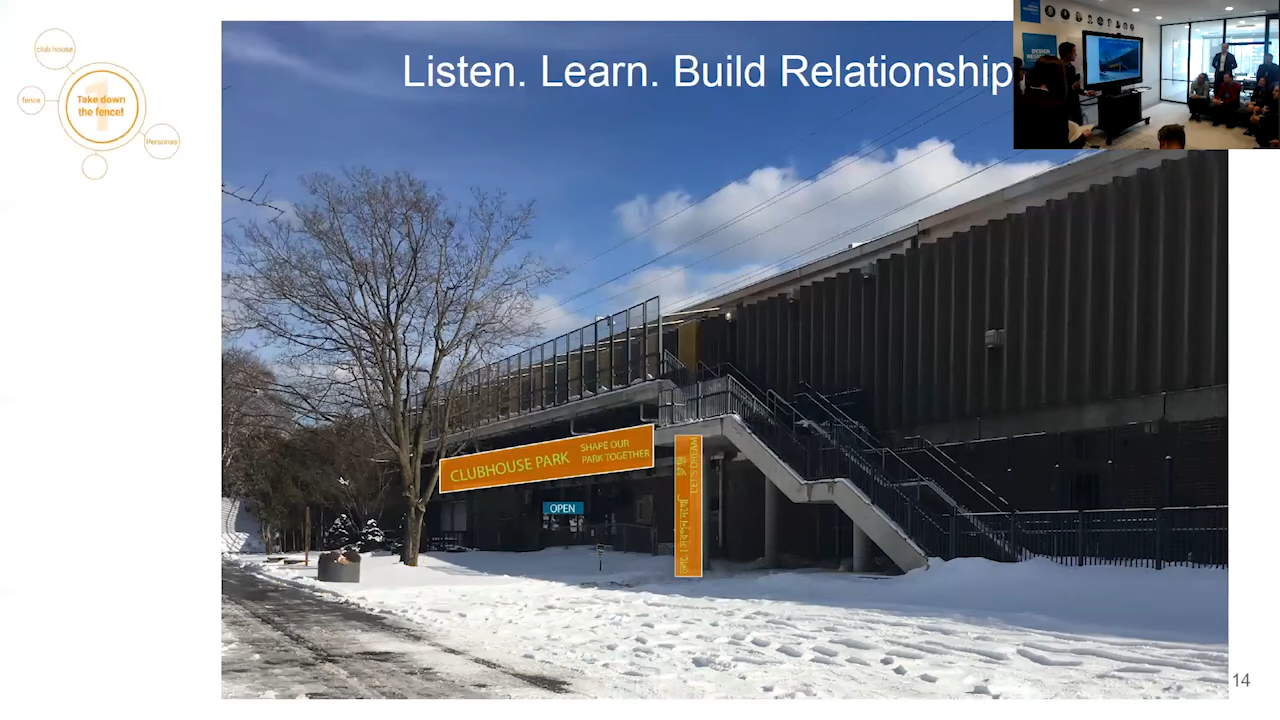 Listen. Learn. Build Relationship
club house
fence
1
Take down
the fence!
Personas
CLUBHOUSE PARK
SHAPE OUR
PARK TOGETHER
OPEN
LET'S DREAM
14